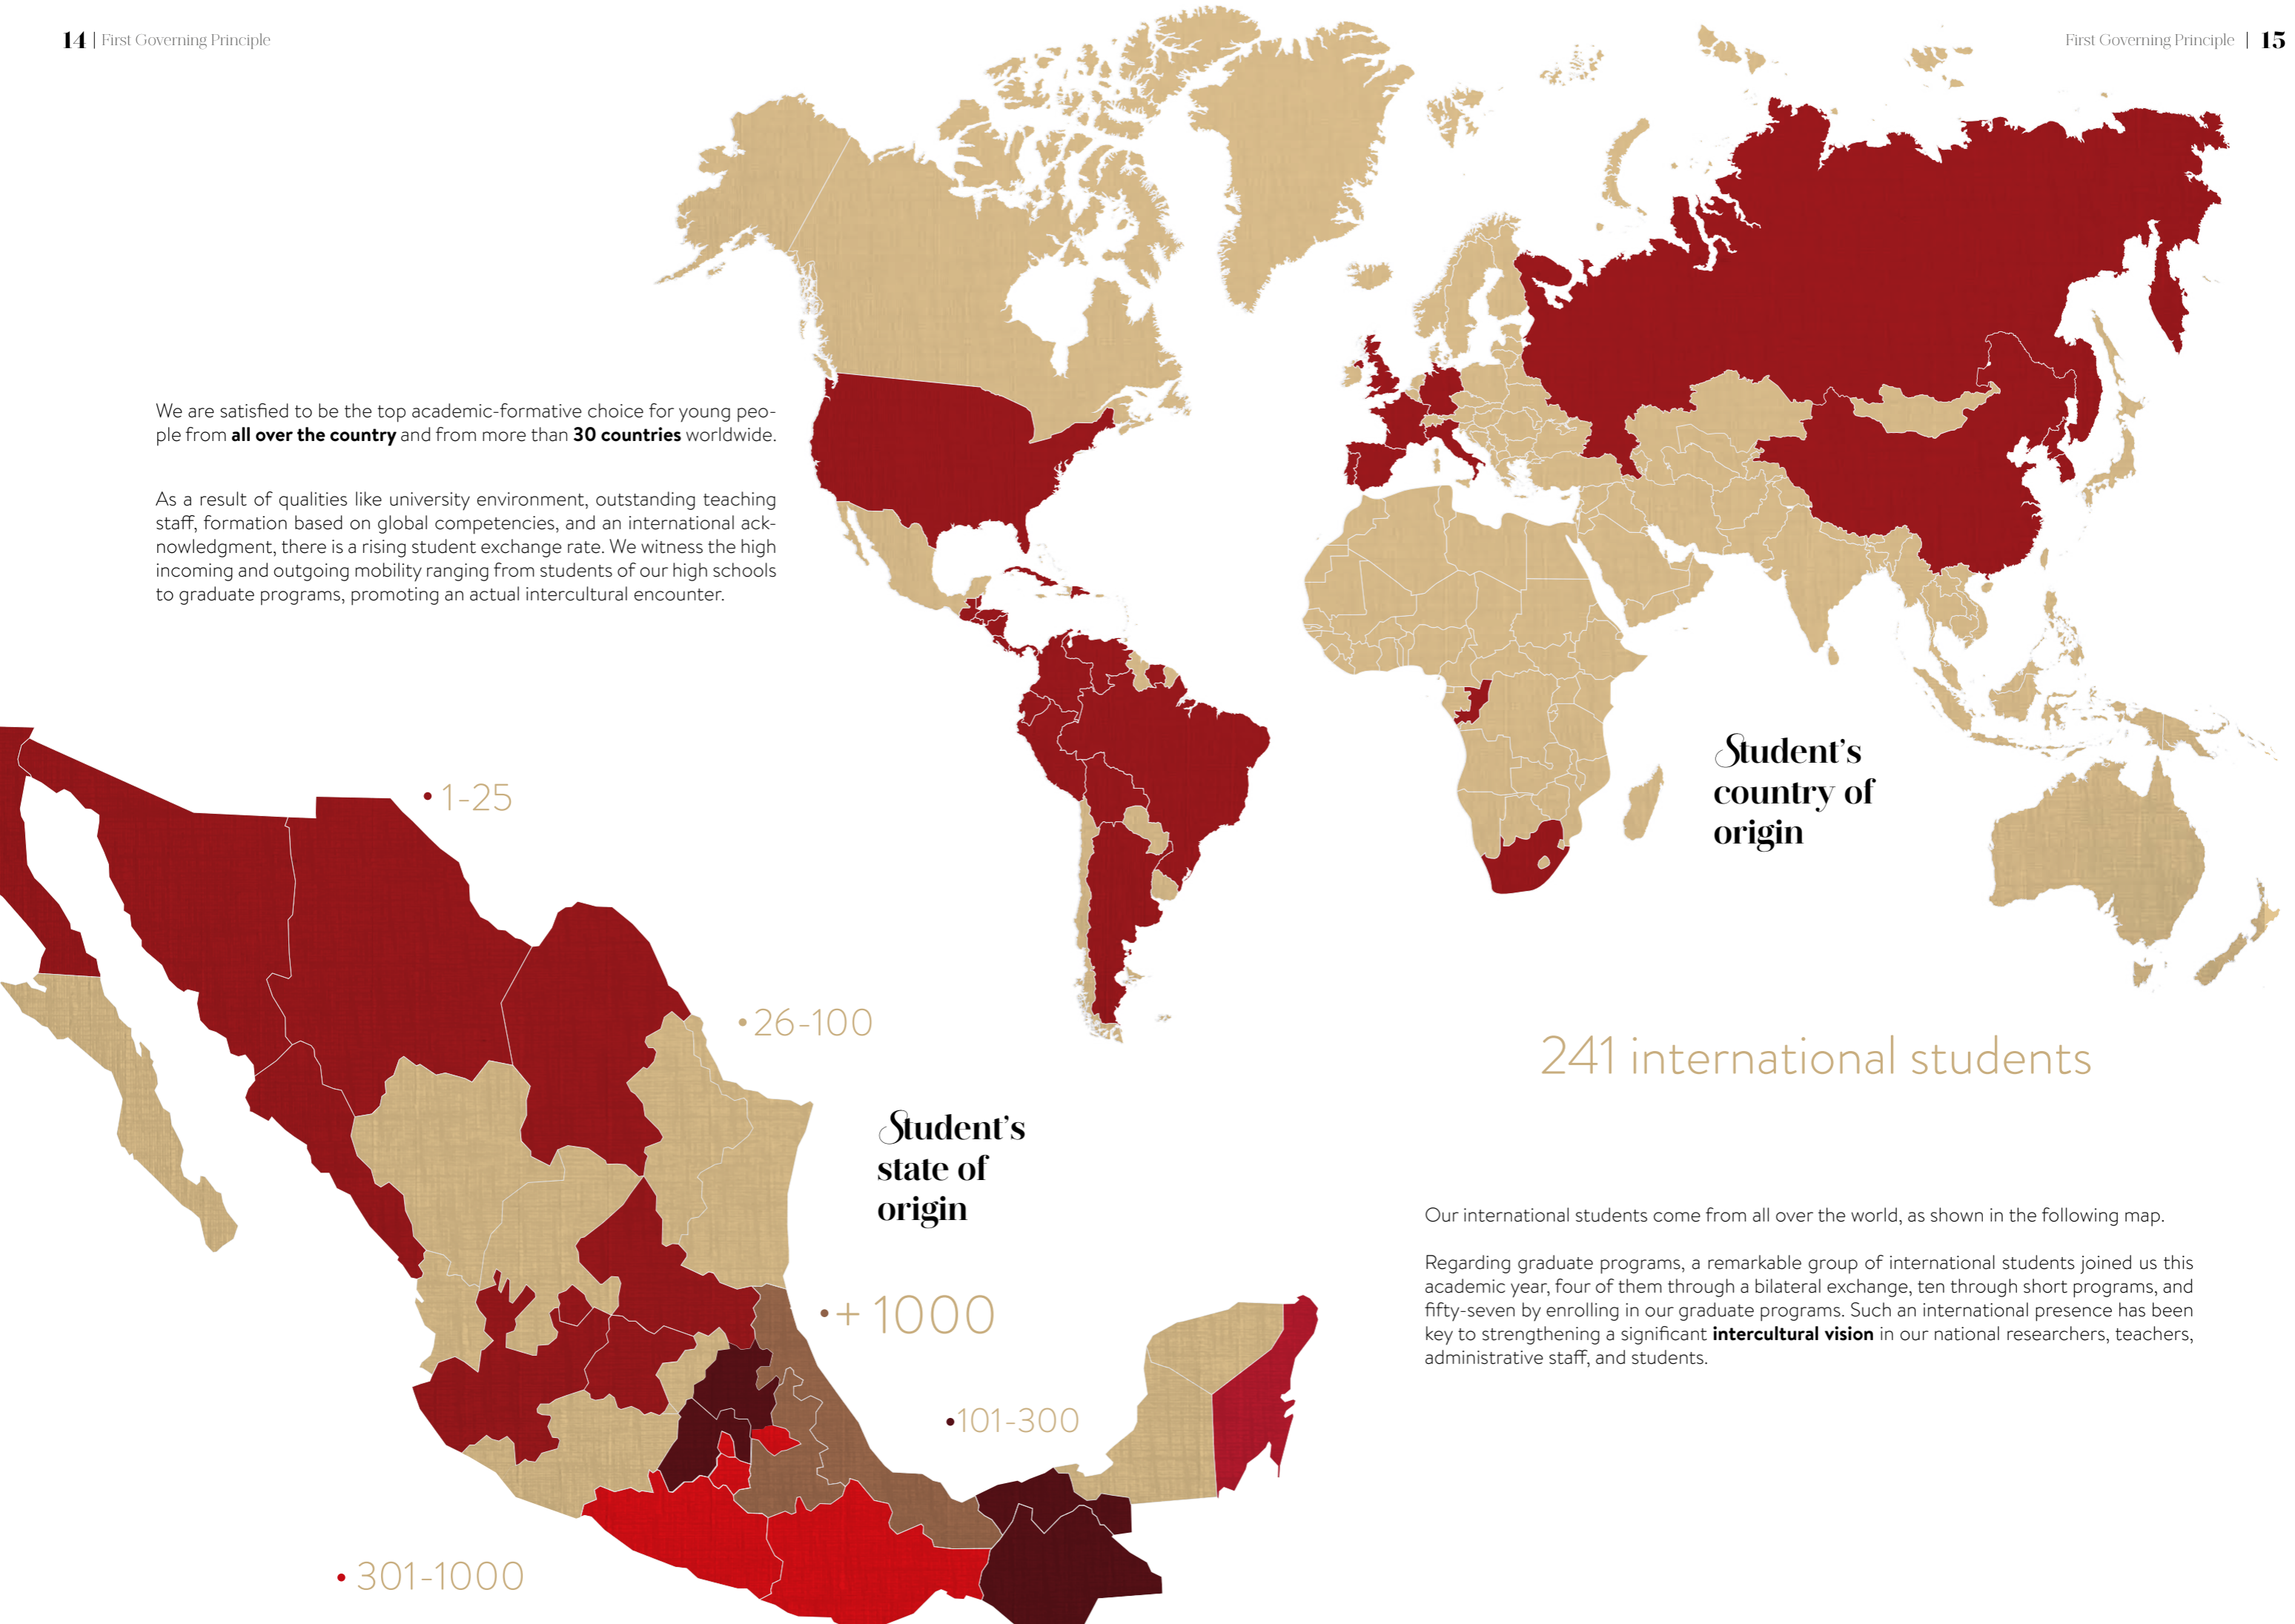 14 | First Governing Principle
First Governing Principle | 15
We are satisfied to be the top academic-formative choice for young peo-
ple from all over the country and from more than 30 countries worldwide.
As a result of qualities like university environment, outstanding teaching
staff, formation based on global competencies, and an international ack-
nowledgment, there is a rising student exchange rate. We witness the high
incoming and outgoing mobility ranging from students of our high schools
to graduate programs, promoting an actual intercultural encounter.
• 1-25
• 26-100
Student's
state of
origin
• + 1000
•101-300
• 301-1000
Student's
country of
origin
241 international students
Our international students come from all over the world, as shown in the following map.
Regarding graduate programs, a remarkable group of international students joined us this
academic year, four of them through a bilateral exchange, ten through short programs, and
fifty-seven by enrolling in our graduate programs. Such an international presence has been
key to strengthening a significant intercultural vision in our national researchers, teachers,
administrative staff, and students.